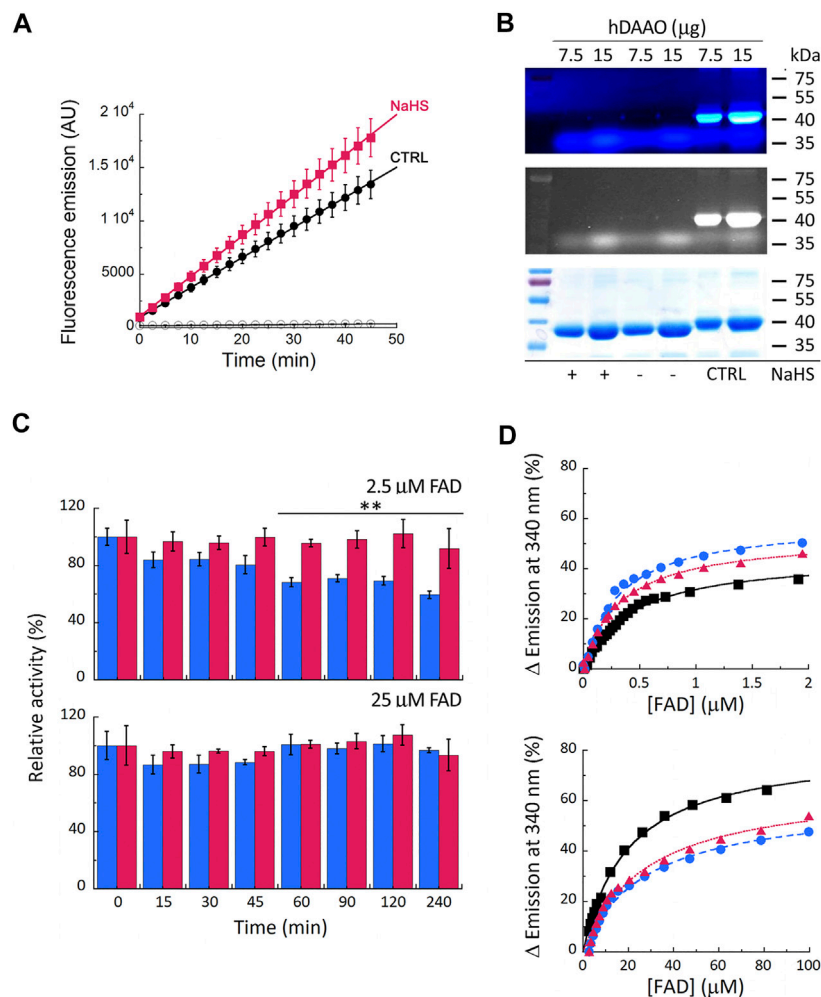 A
Fluorescence emission (AU)
2 10⁴
1.5 10⁴
1 10⁴
5000
0
NaHS
CTRL
0 10 20 30 40 50
Time (min)
B
hDAAO (µg)
7.5 15 7.5 15 7.5 15 kDa
75
55
40
35
75
55
40
35
75
55
40
35
+ + - - CTRL NaHS
C
Relative activity (%)
2.5 µM FAD
**
120
100
80
60
40
0
25 µM FAD
120
100
80
60
40
0
0 15 30 45 60 90 120 240
Time (min)
D
Δ Emission at 340 nm (%)
80
60
40
20
0
0 0.5 1 1.5 2
[FAD] (µM)
Δ Emission at 340 nm (%)
80
60
40
20
0
0 20 40 60 80 100
[FAD] (µM)